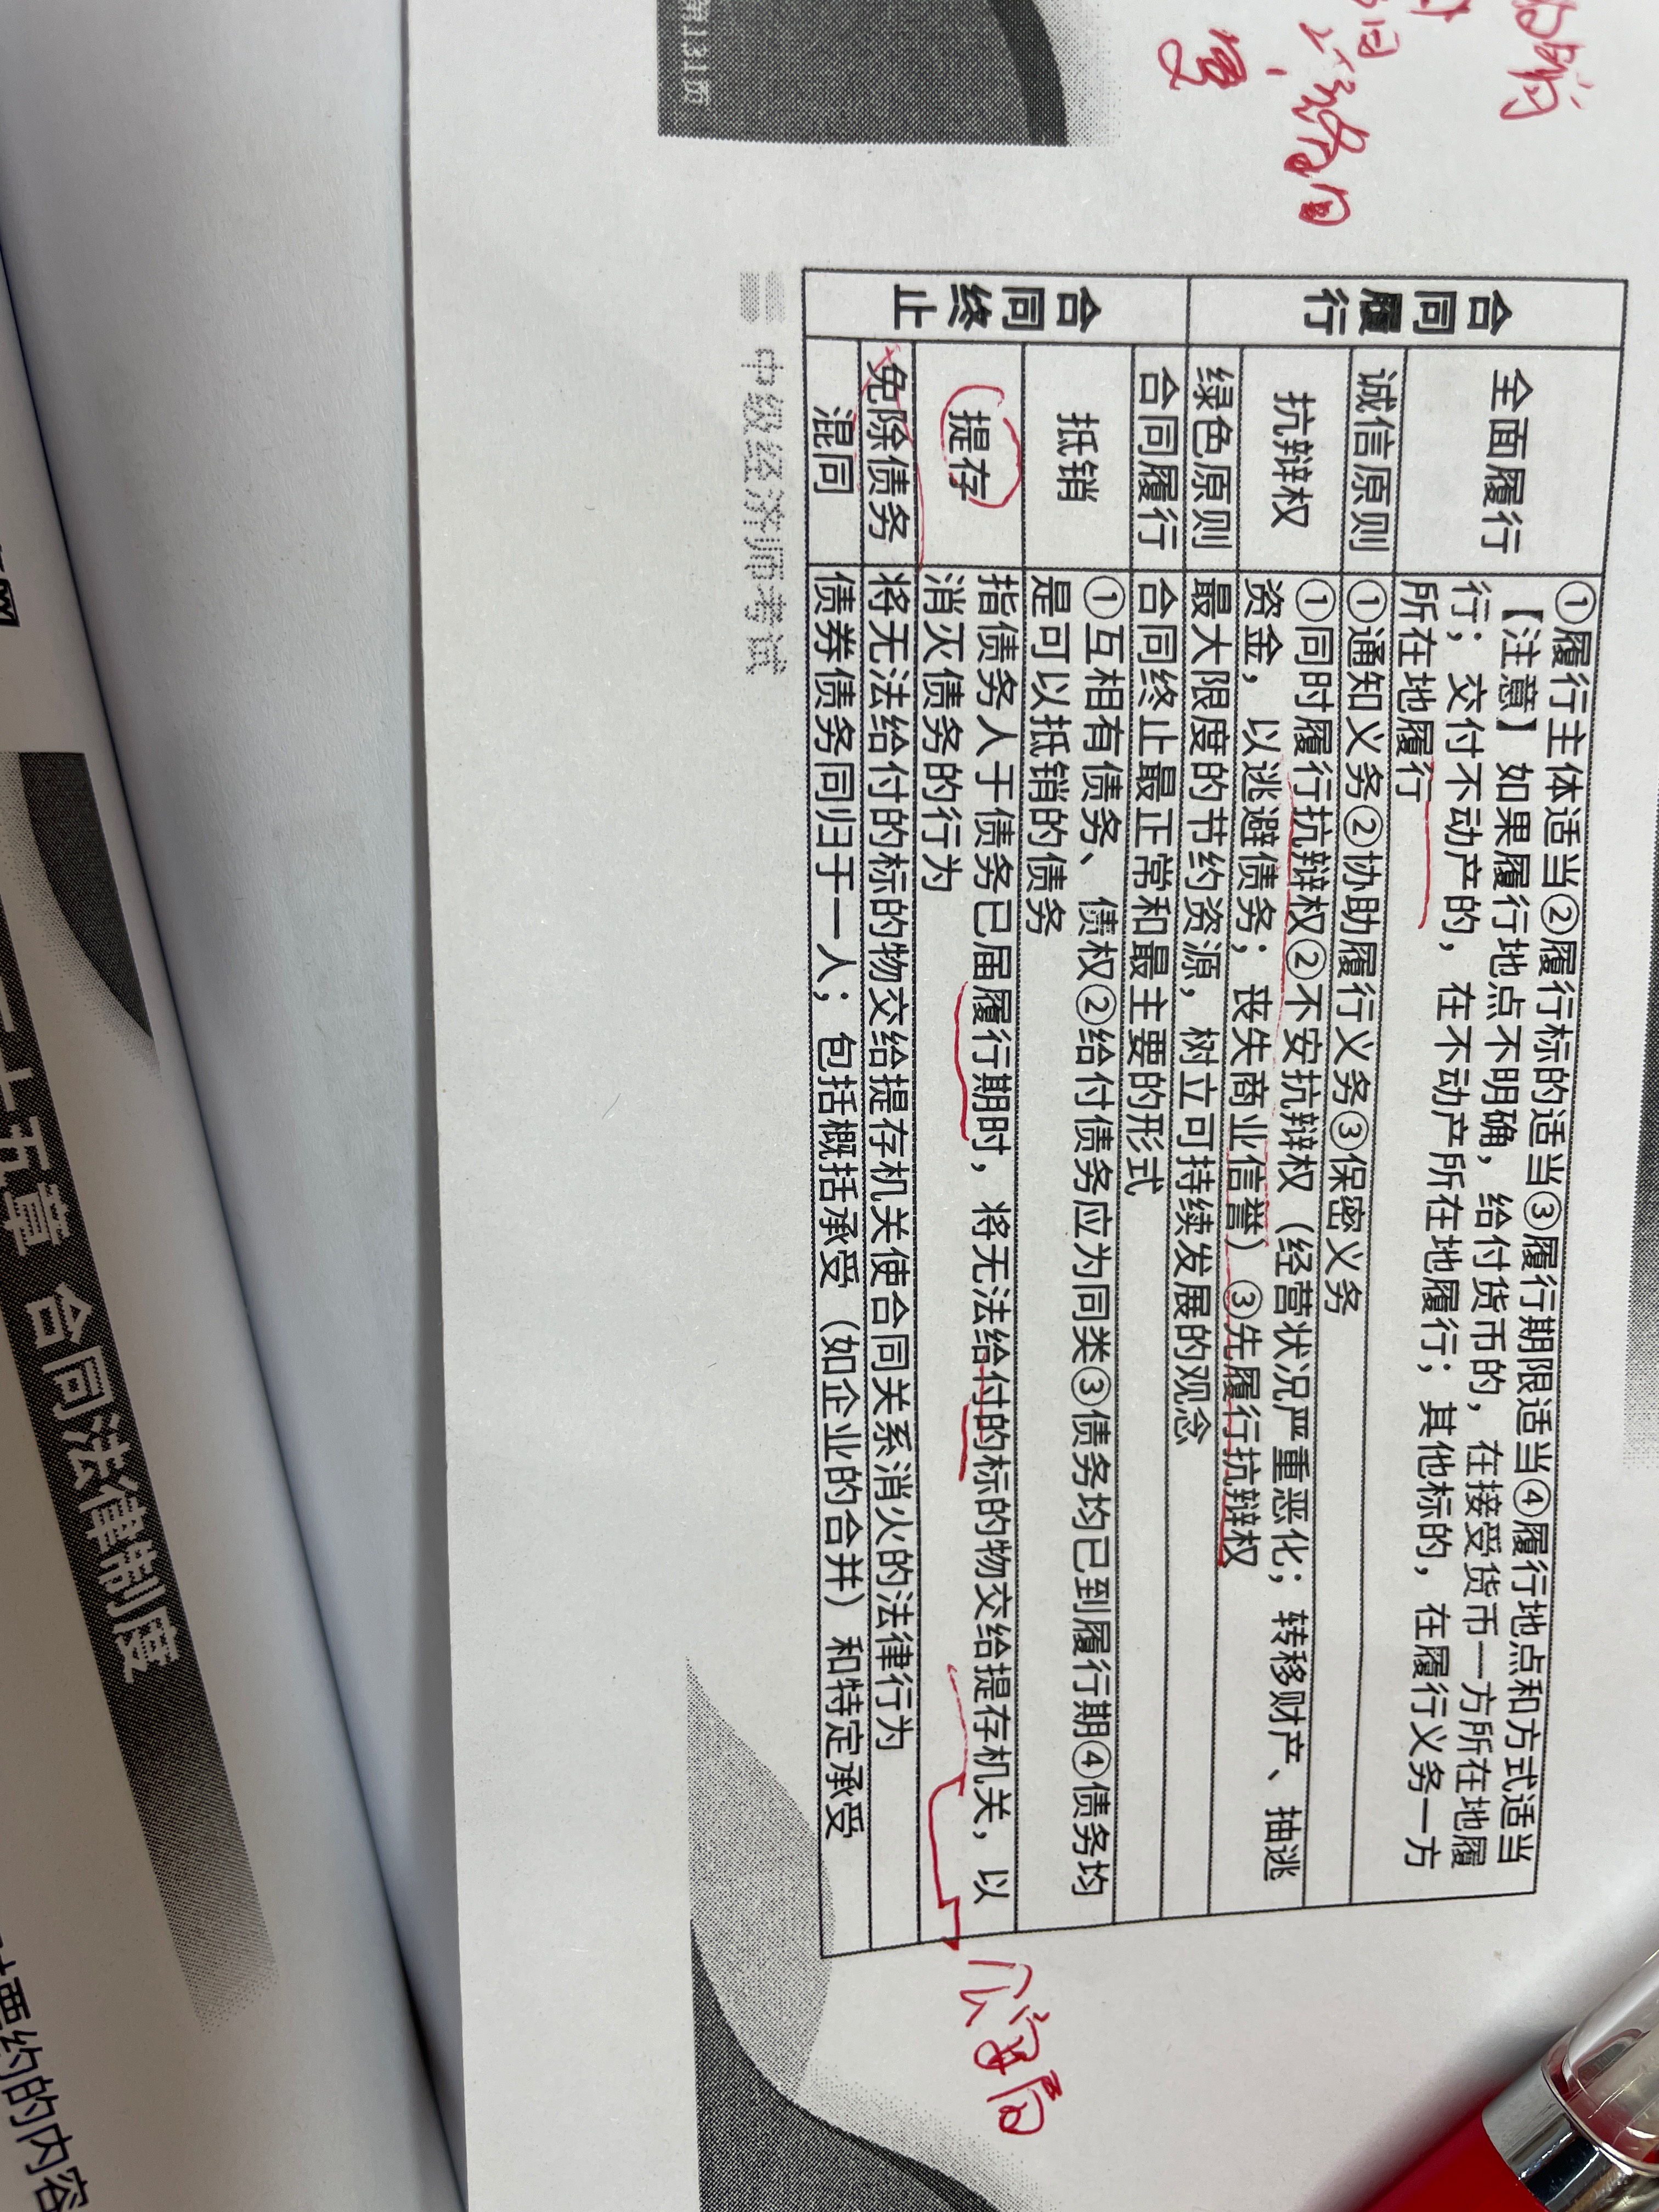 合同履行
全面履行
①履行主体适当②履行标的适当③履行期限适当④履行地点和方式适当
【注意】如果履行地点不明确，给付货币的，在接受货币一方所在地履
行；交付不动产的，在不动产所在地履行；其他标的，在履行义务一方
所在地履行
诚信原则
①通知义务②协助履行义务③保密义务
抗辩权
①同时履行抗辩权②不安抗辩权（经营状况严重恶化；转移财产、抽逃
资金，以逃避债务；丧失商业信誉）③先履行抗辩权
绿色原则
最大限度的节约资源，树立可持续发展的观念
合同终止
合同履行
合同终止最正常和最主要的形式
抵销
①互相有债务、债权②给付债务应为同类③债务均已到履行期④债务均
是可以抵销的债务
提存
指债务人于债务已届履行期时，将无法给付的标的物交给提存机关，以
消灭债务的行为
免除债务
将无法给付的标的物交给提存机关使合同关系消火的法律行为
混同
债券债务同归于一人；包括概括承受（如企业的合并）和特定承受
中级经济师考试
第131页
合同法律制度
要约的内容